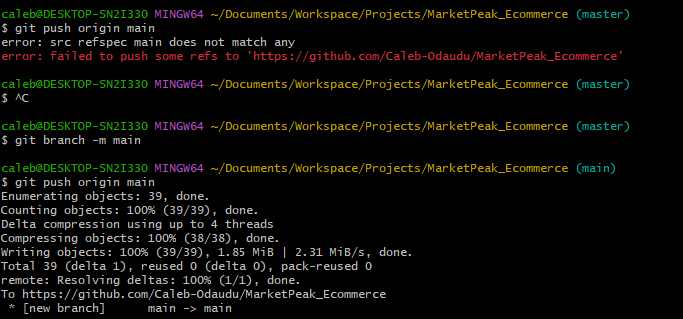 caleb@DESKTOP-SN2I33O MINGW64 ~/Documents/Workspace/Projects/MarketPeak_Ecommerce (master)
$ git push origin main
error: src refspec main does not match any
error: failed to push some refs to 'https://github.com/Caleb-Odaudu/MarketPeak_Ecommerce'
caleb@DESKTOP-SN2I33O MINGW64 ~/Documents/Workspace/Projects/MarketPeak_Ecommerce (master)
$ ^C
caleb@DESKTOP-SN2I33O MINGW64 ~/Documents/Workspace/Projects/MarketPeak_Ecommerce (master)
$ git branch -m main
caleb@DESKTOP-SN2I33O MINGW64 ~/Documents/Workspace/Projects/MarketPeak_Ecommerce (main)
$ git push origin main
Enumerating objects: 39, done.
Counting objects: 100% (39/39), done.
Delta compression using up to 4 threads
Compressing objects: 100% (38/38), done.
Writing objects: 100% (39/39), 1.85 MiB | 2.31 MiB/s, done.
Total 39 (delta 1), reused 0 (delta 0), pack-reused 0
remote: Resolving deltas: 100% (1/1), done.
To https://github.com/Caleb-Odaudu/MarketPeak_Ecommerce
 * [new branch]      main -> main